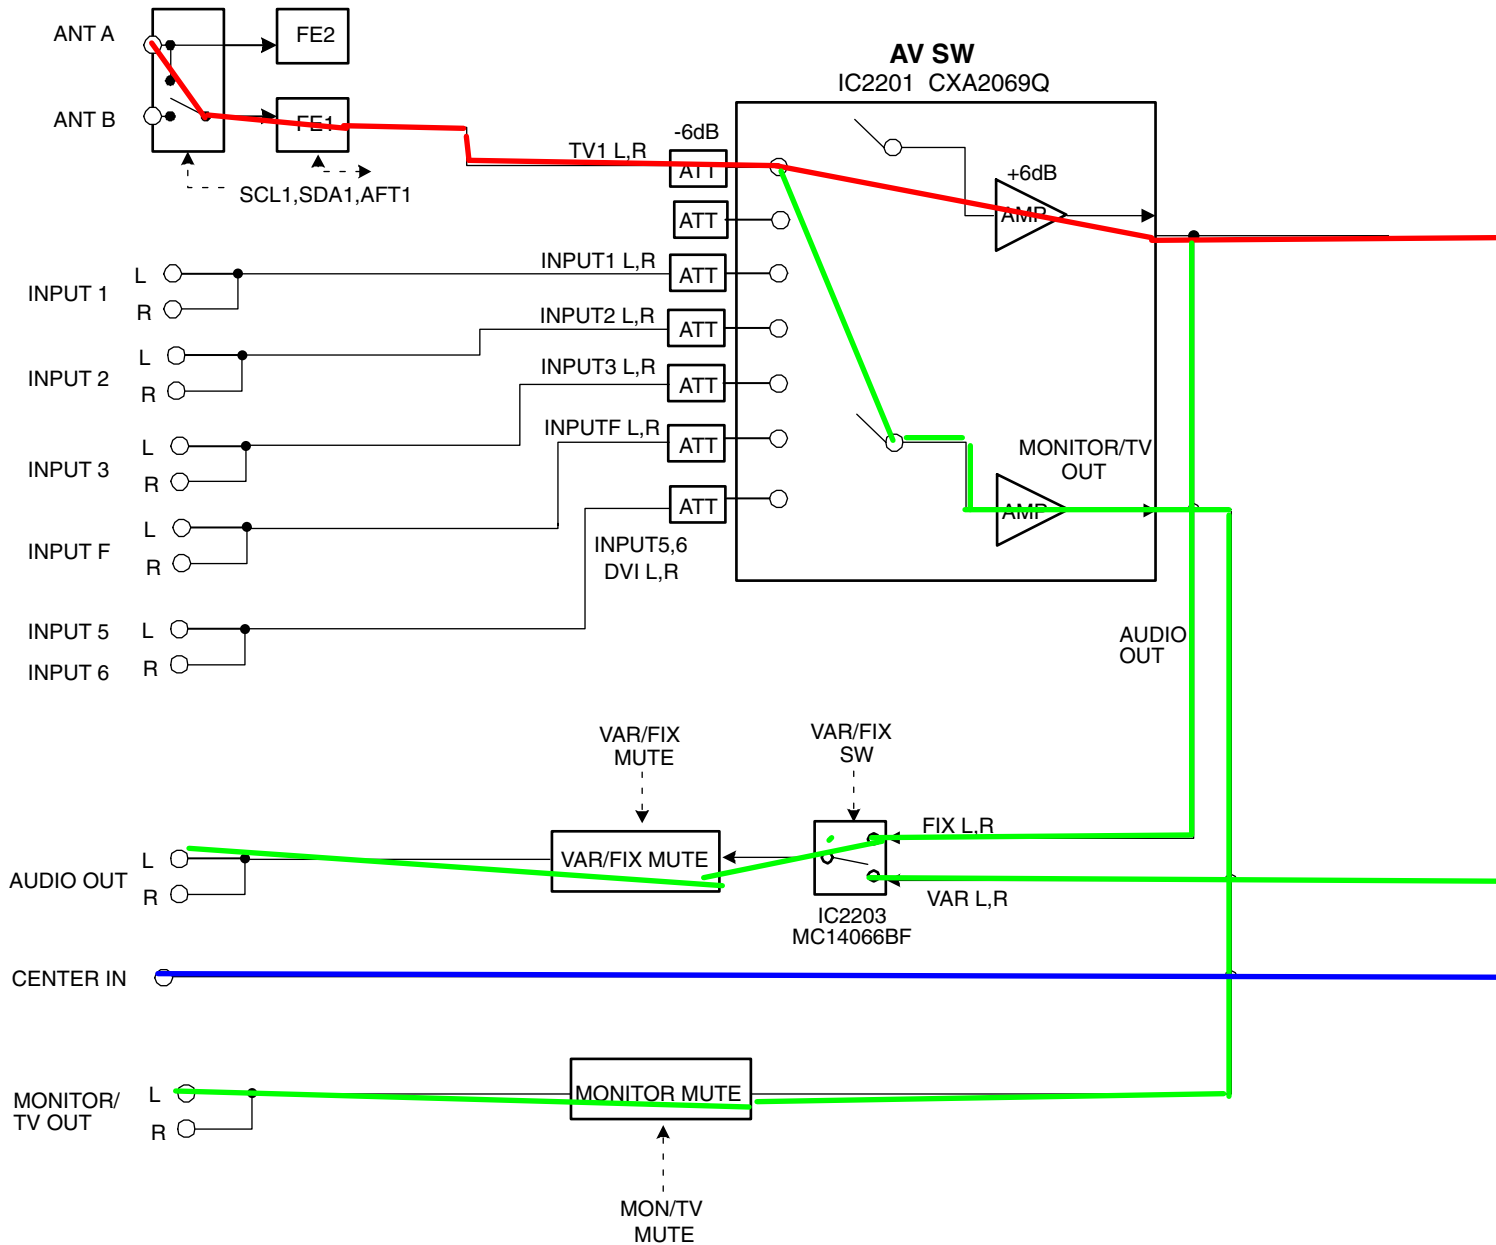 ANT A
FE2
AV SW
IC2201 CXA2069Q
ANT B
FE1
-6dB
TV1 L,R
ATT
+6dB
AMP
SCL1,SDA1,AFT1
ATT
L
INPUT1 L,R
ATT
INPUT 1
R
INPUT2 L,R
ATT
L
INPUT 2
R
INPUT3 L,R
ATT
INPUTF L,R
ATT
L
INPUT 3
R
MONITOR/TV
OUT
ATT
AMP
L
INPUT F
R
INPUT5,6
DVI L,R
INPUT 5
L
R
INPUT 6
AUDIO
OUT
VAR/FIX
MUTE
VAR/FIX
SW
FIX L,R
L
VAR/FIX MUTE
AUDIO OUT
R
VAR L,R
IC2203
MC14066BF
CENTER IN
L
MONITOR MUTE
MONITOR/
TV OUT
R
MON/TV
MUTE